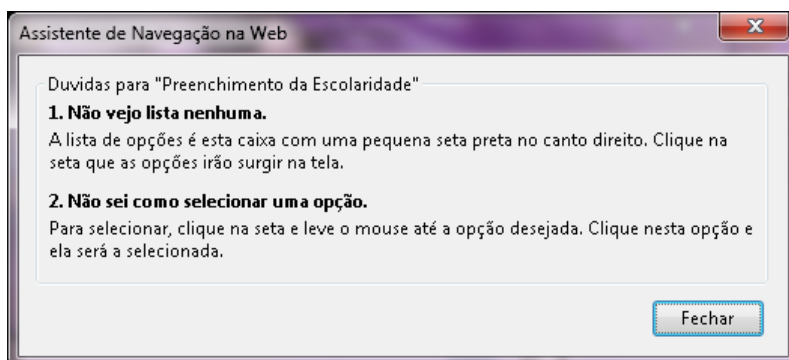 Assistente de Navegação na Web
X
Duvidas para "Preenchimento da Escolaridade"
1. Não vejo lista nenhuma.
A lista de opções é esta caixa com uma pequena seta preta no canto direito. Clique na
seta que as opções irão surgir na tela.
2. Não sei como selecionar uma opção.
Para selecionar, clique na seta e leve o mouse até a opção desejada. Clique nesta opção e
ela será a selecionada.
Fechar